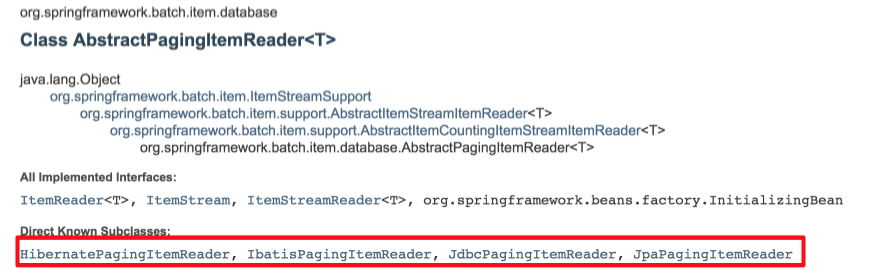 org.springframework.batch.item.database
Class AbstractPagingItemReader<T>
java.lang.Object
org.springframework.batch.item.ItemStreamSupport
org.springframework.batch.item.support.AbstractItemStreamItemReader<T>
org.springframework.batch.item.support.AbstractItemCountingItemStreamItemReader<T>
org.springframework.batch.item.database.AbstractPagingItemReader<T>
All Implemented Interfaces:
ItemReader<T>, ItemStream, ItemStreamReader<T>, org.springframework.beans.factory.InitializingBean
Direct Known Subclasses:
HibernatePagingItemReader, IbatisPagingItemReader, JdbcPagingItemReader, JpaPagingItemReader